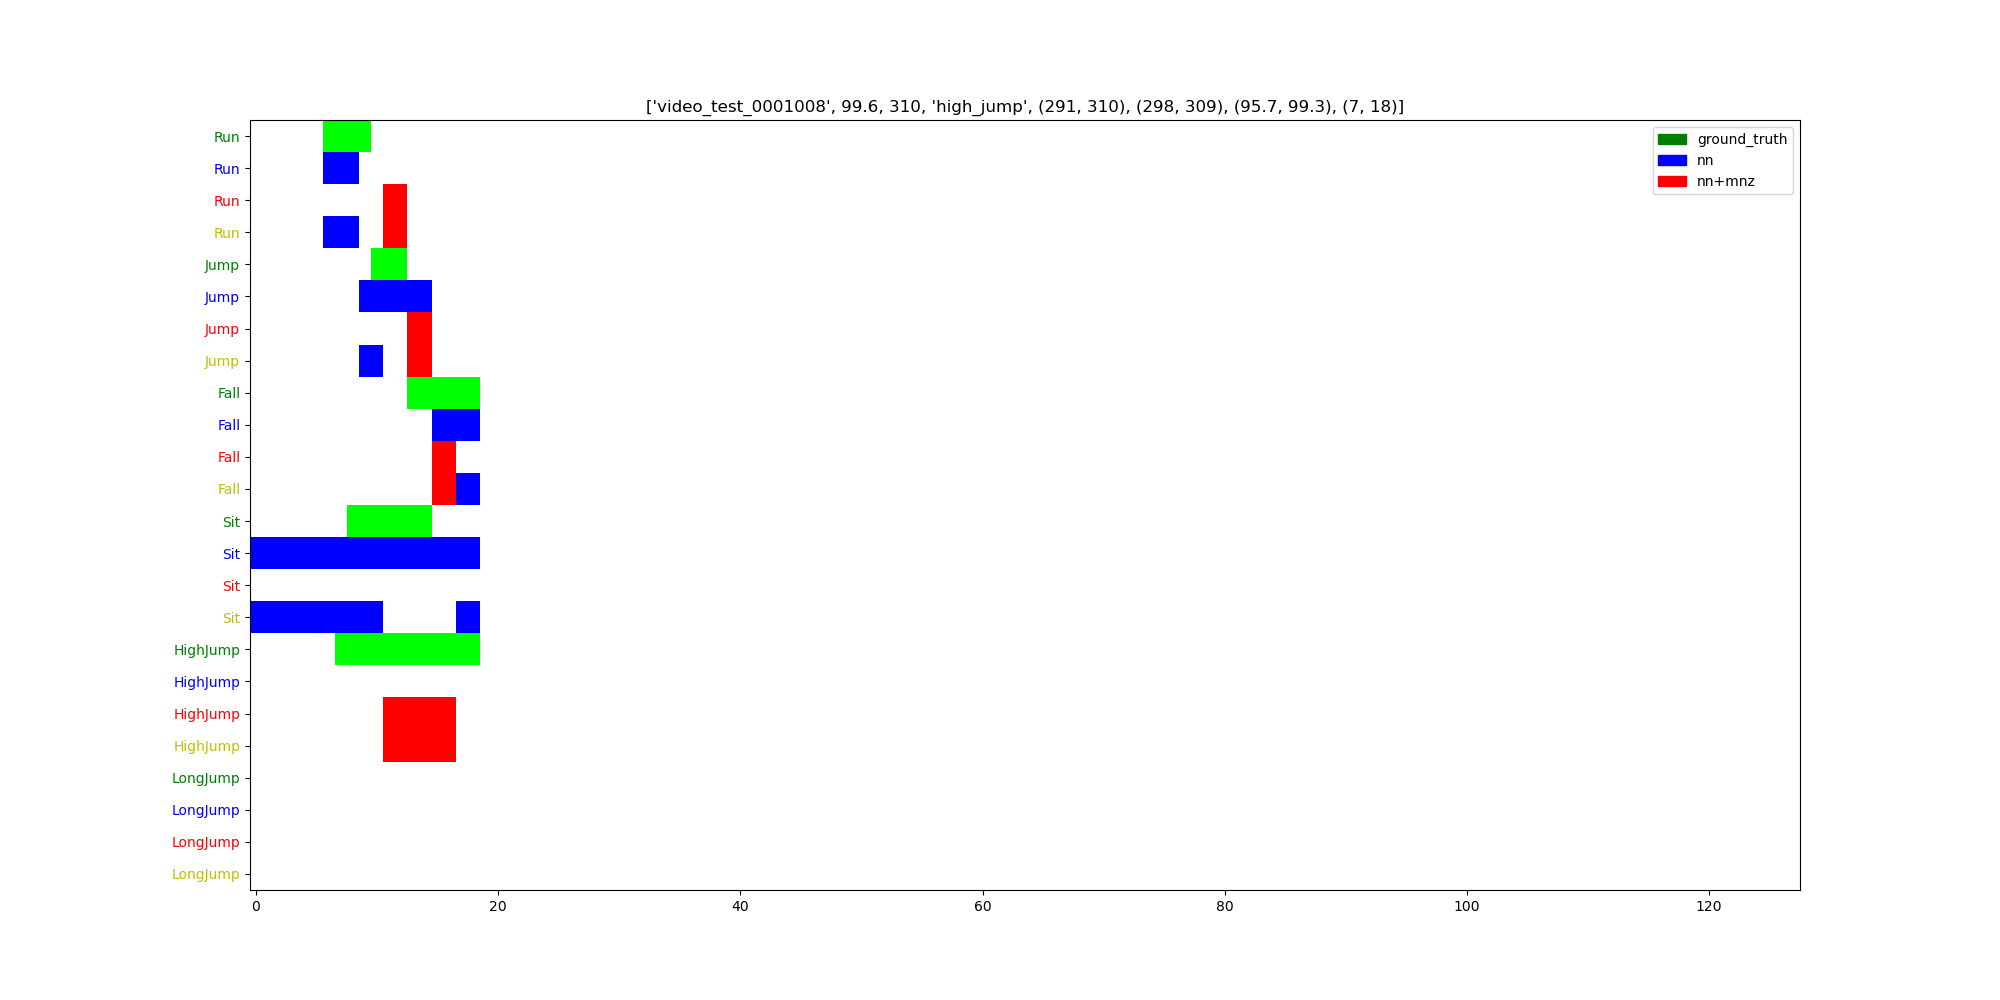 ['video_test_0001008', 99.6, 310, 'high_jump', (291, 310), (298, 309), (95.7, 99.3), (7, 18)]
ground_truth
nn
nn+mnz
Run
Run
Run
Run
Jump
Jump
Jump
Jump
Fall
Fall
Fall
Fall
Sit
Sit
Sit
Sit
HighJump
HighJump
HighJump
HighJump
LongJump
LongJump
LongJump
LongJump
0 20 40 60 80 100 120